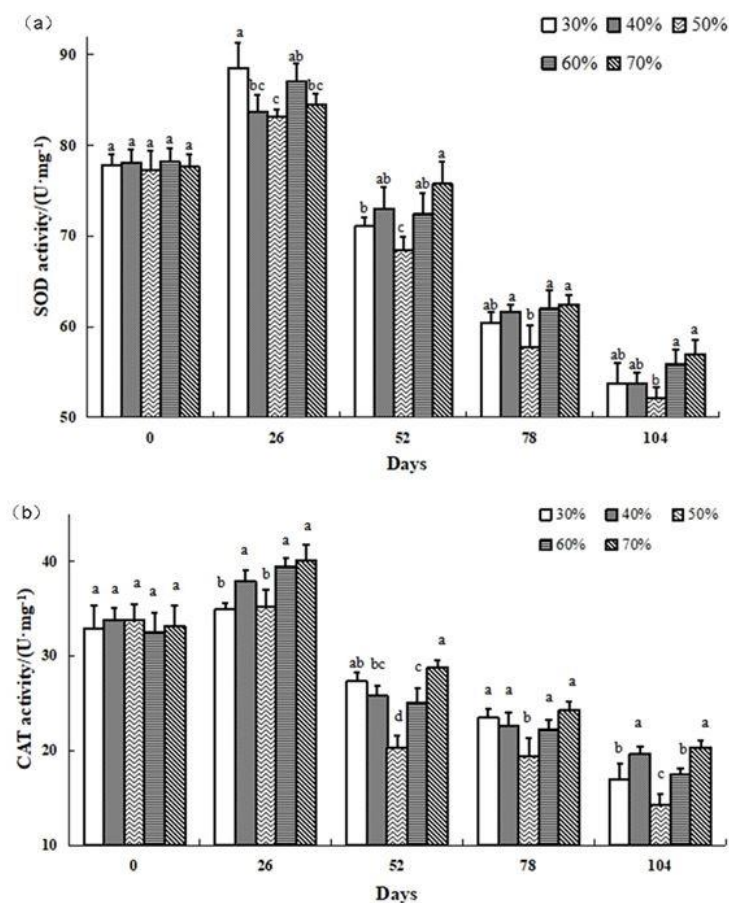 （a）
30% 40% 50%
60% 70%
SOD activity/(U·mg⁻¹)
90
80
70
60
50
a a a a a
a bc c ab bc
b ab c ab a
ab a b a a
ab ab b a a
0 26 52 78 104
Days
（b）
30% 40% 50%
60% 70%
CAT activity/(U·mg⁻¹)
40
30
20
10
a a a a a
b a b a a
ab bc d c a
a a b a a
b a c b a
0 26 52 78 104
Days